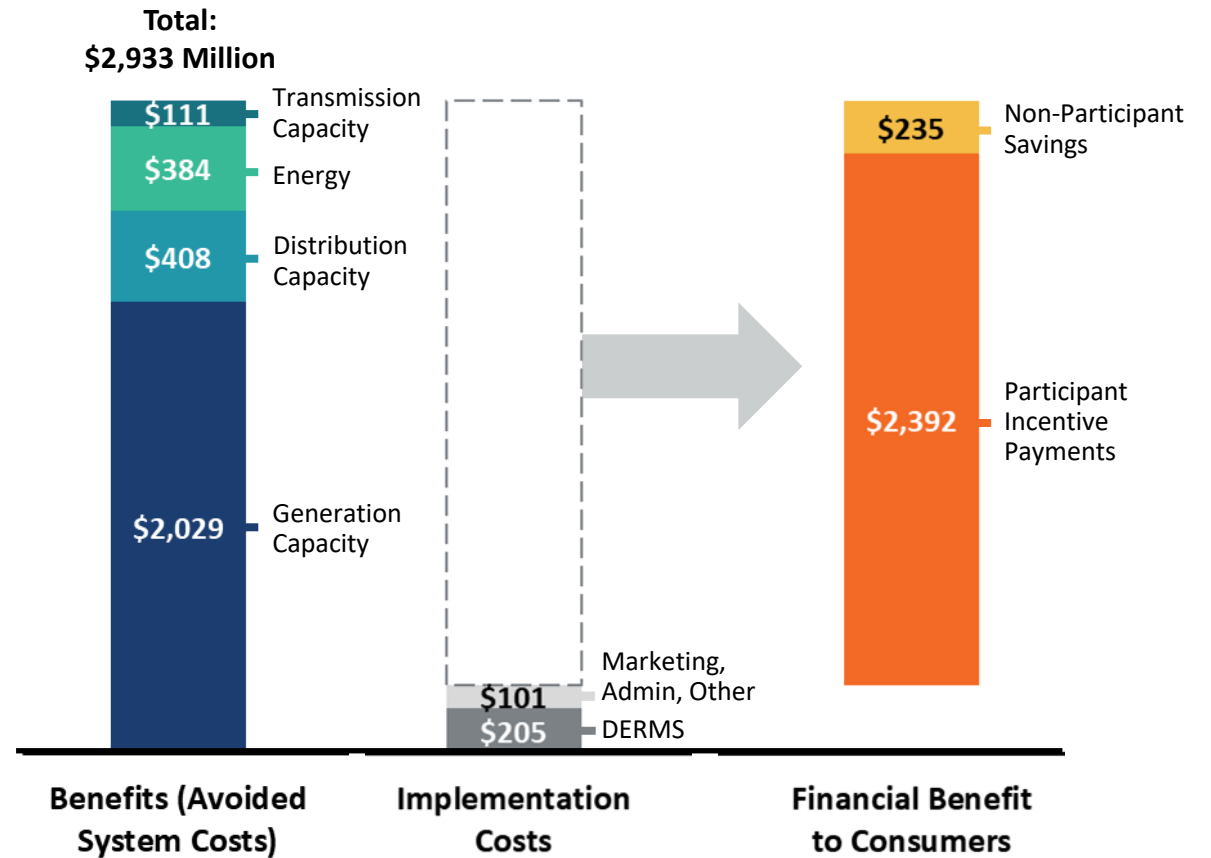 Total:
$2,933 Million
$111
Transmission
Capacity
$384
Energy
$408
Distribution
Capacity
$2,029
Generation
Capacity
$101
Marketing,
Admin, Other
$205
DERMS
$235
Non-Participant
Savings
$2,392
Participant
Incentive
Payments
Benefits (Avoided
System Costs)
Implementation
Costs
Financial Benefit
to Consumers